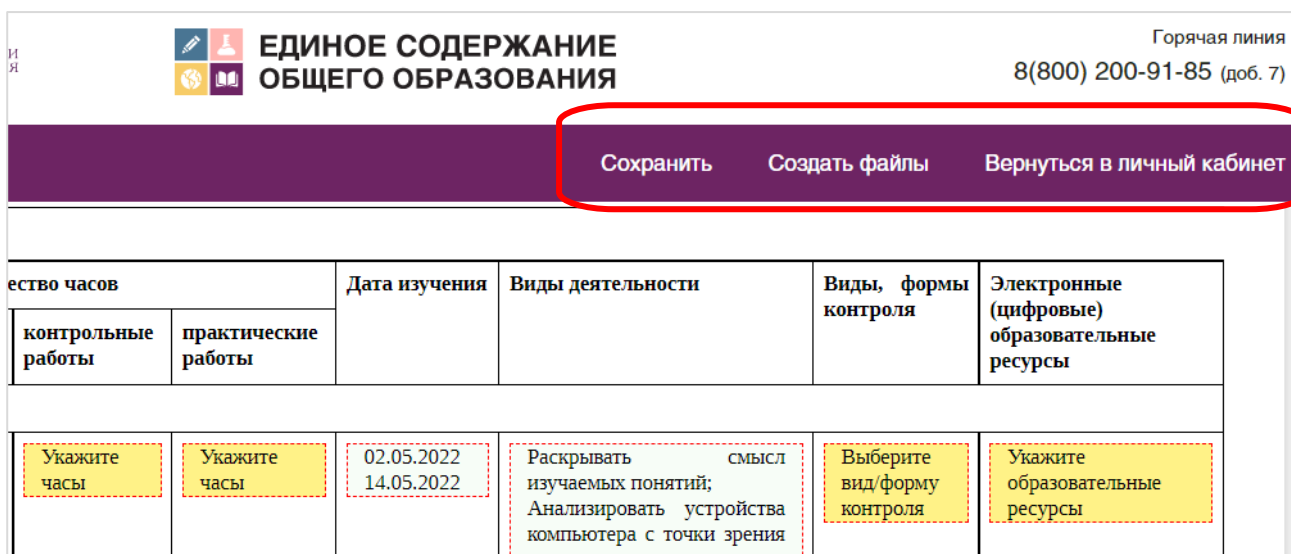 И
Я
ЕДИНОЕ СОДЕРЖАНИЕ
ОБЩЕГО ОБРАЗОВАНИЯ
Горячая линия
8(800) 200-91-85 (доб. 7)
Сохранить Создать файлы Вернуться в личный кабинет
ество часов
контрольные
работы
практические
работы
Дата изучения
Виды деятельности
Виды, формы
контроля
Электронные
(цифровые)
образовательные
ресурсы
Укажите
часы
Укажите
часы
02.05.2022
14.05.2022
Раскрывать смысл
изучаемых понятий;
Анализировать устройства
компьютера с точки зрения
Выберите
вид/форму
контроля
Укажите
образовательные
ресурсы